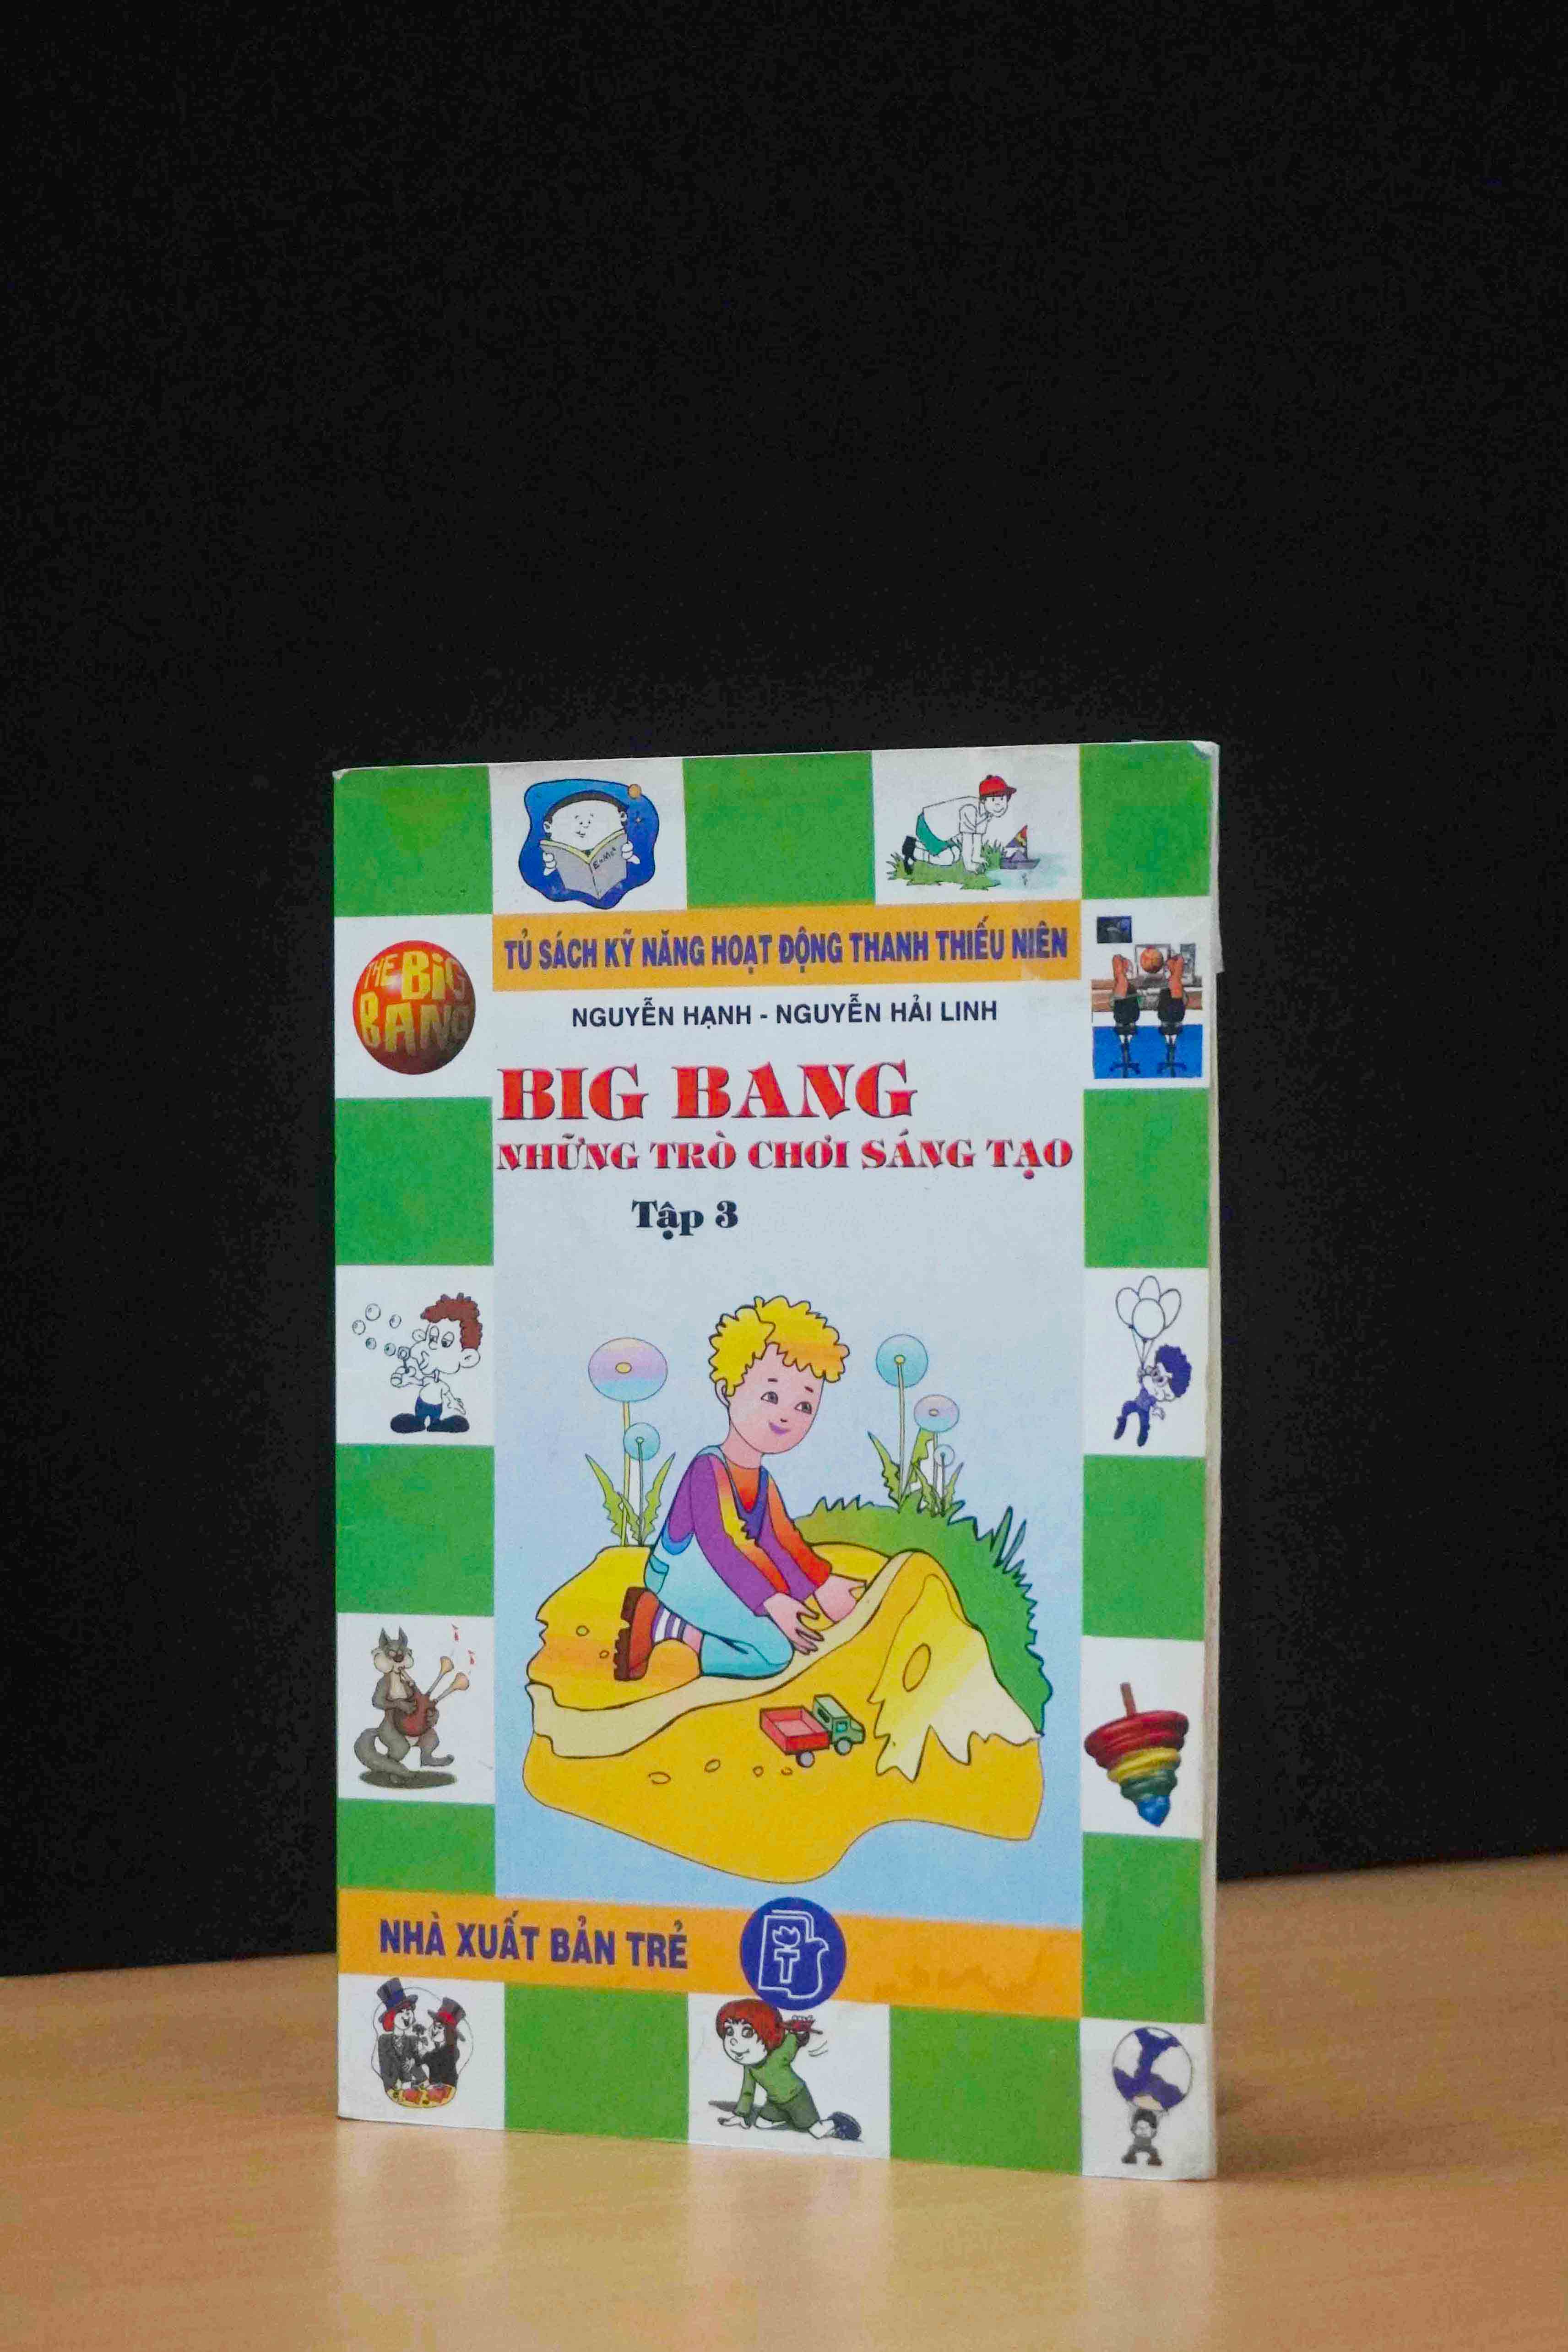 TỦ SÁCH KỸ NĂNG HOẠT ĐỘNG THANH THIẾU NIÊN
THE BIG
BANG
NGUYỄN HẠNH - NGUYỄN HẢI LINH
BIG BANG
NHỮNG TRÒ CHƠI SÁNG TẠO
Tập 3
NHÀ XUẤT BẢN TRẺ
T